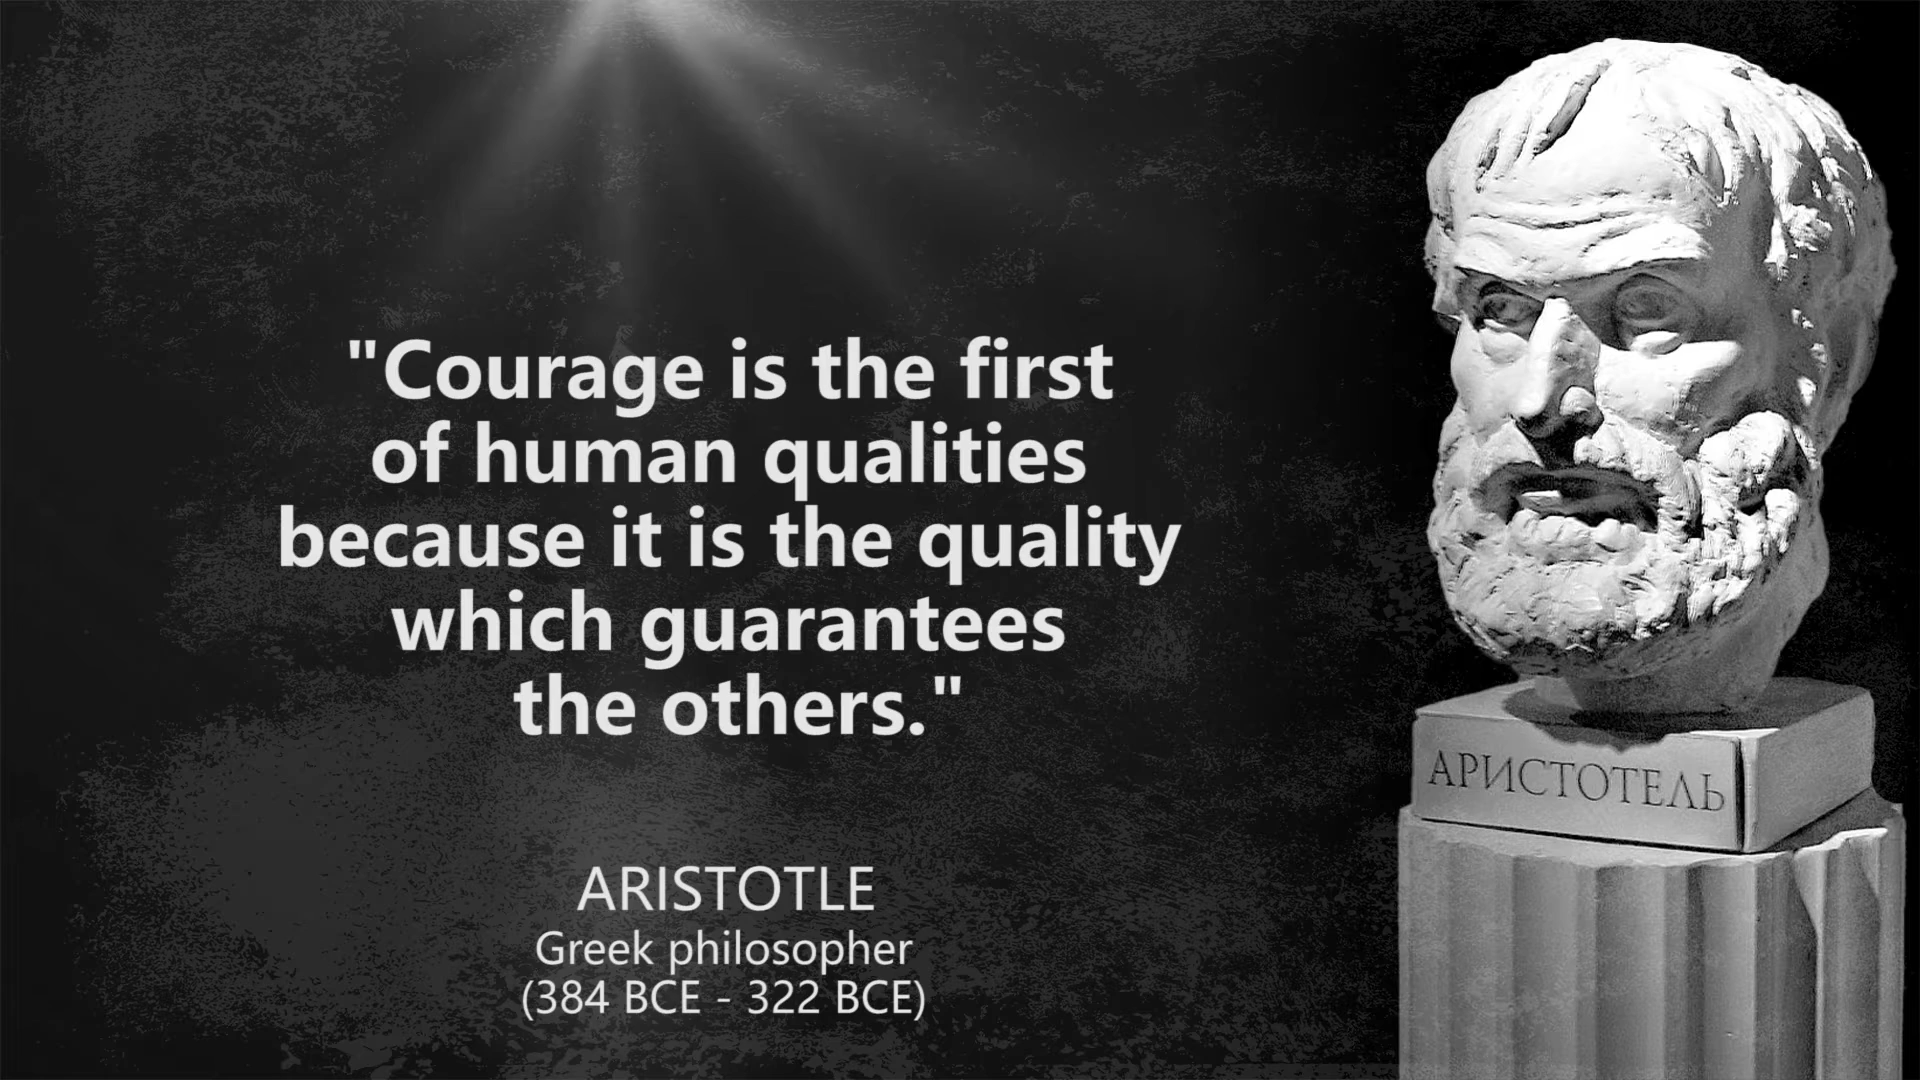 "Courage is the first
of human qualities
because it is the quality
which guarantees
the others."
ARISTOTLE
Greek philosopher
(384 BCE - 322 BCE)
АРИСТОТЕЛЬ